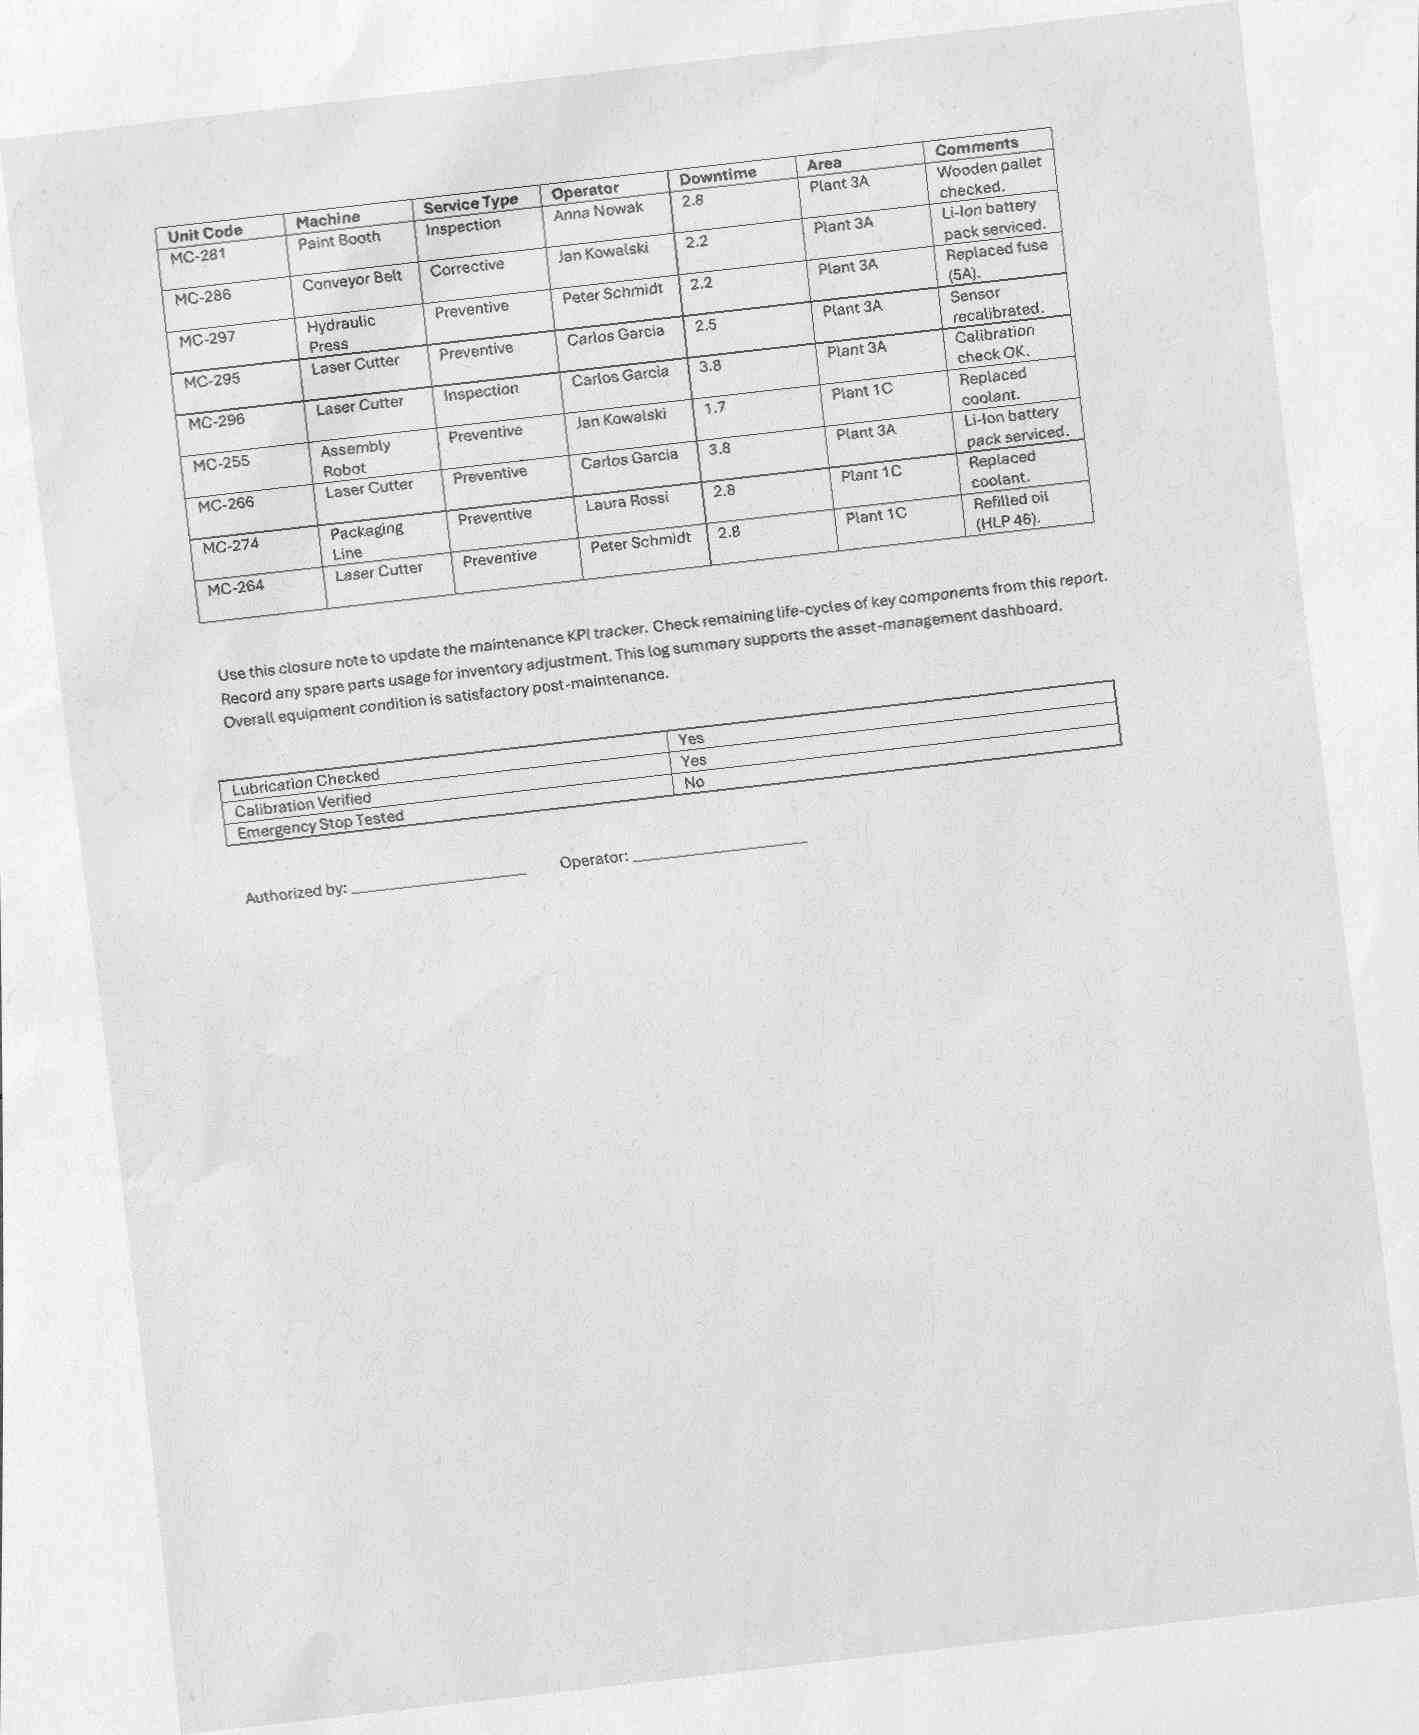 Unit Code Machine Service Type Operator Downtime Area Comments
MC-281 Paint Booth Inspection Anna Nowak 2.8 Plant 3A Wooden pallet
checked.
MC-286 Conveyor Belt Corrective Jan Kowalski 2.2 Plant 3A Li-Ion battery
pack serviced.
MC-297 Hydraulic Preventive Peter Schmidt 2.2 Plant 3A Replaced fuse
Press (5A).
MC-295 Laser Cutter Preventive Carlos Garcia 2.5 Plant 3A Sensor
recalibrated.
MC-296 Laser Cutter Inspection Carlos Garcia 3.8 Plant 3A Calibration
check OK.
MC-255 Assembly Preventive Jan Kowalski 1.7 Plant 1C Replaced
Robot coolant.
MC-266 Laser Cutter Preventive Carlos Garcia 3.8 Plant 3A Li-Ion battery
pack serviced.
MC-274 Packaging Preventive Laura Rossi 2.8 Plant 1C Replaced
Line coolant.
MC-264 Laser Cutter Preventive Peter Schmidt 2.8 Plant 1C Refilled oil
(HLP 46).
Use this closure note to update the maintenance KPI tracker. Check remaining life-cycles of key components from this report.
Record any spare parts usage for inventory adjustment. This log summary supports the asset-management dashboard.
Overall equipment condition is satisfactory post-maintenance.
Lubrication Checked Yes
Calibration Verified Yes
Emergency Stop Tested No
Authorized by: ____________________ Operator: ____________________